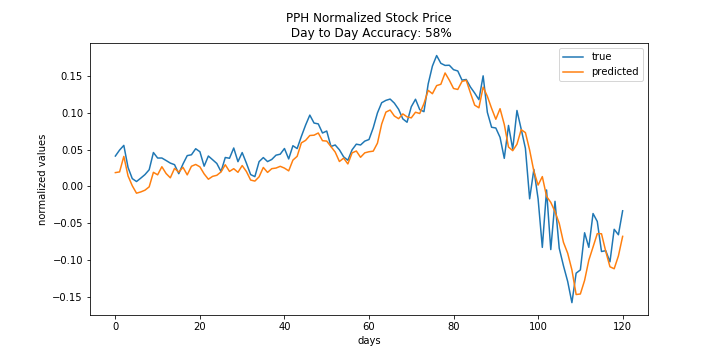 PPH Normalized Stock Price
Day to Day Accuracy: 58%
true
predicted
normalized values
0.15
0.10
0.05
0.00
−0.05
−0.10
−0.15
0 20 40 60 80 100 120
days